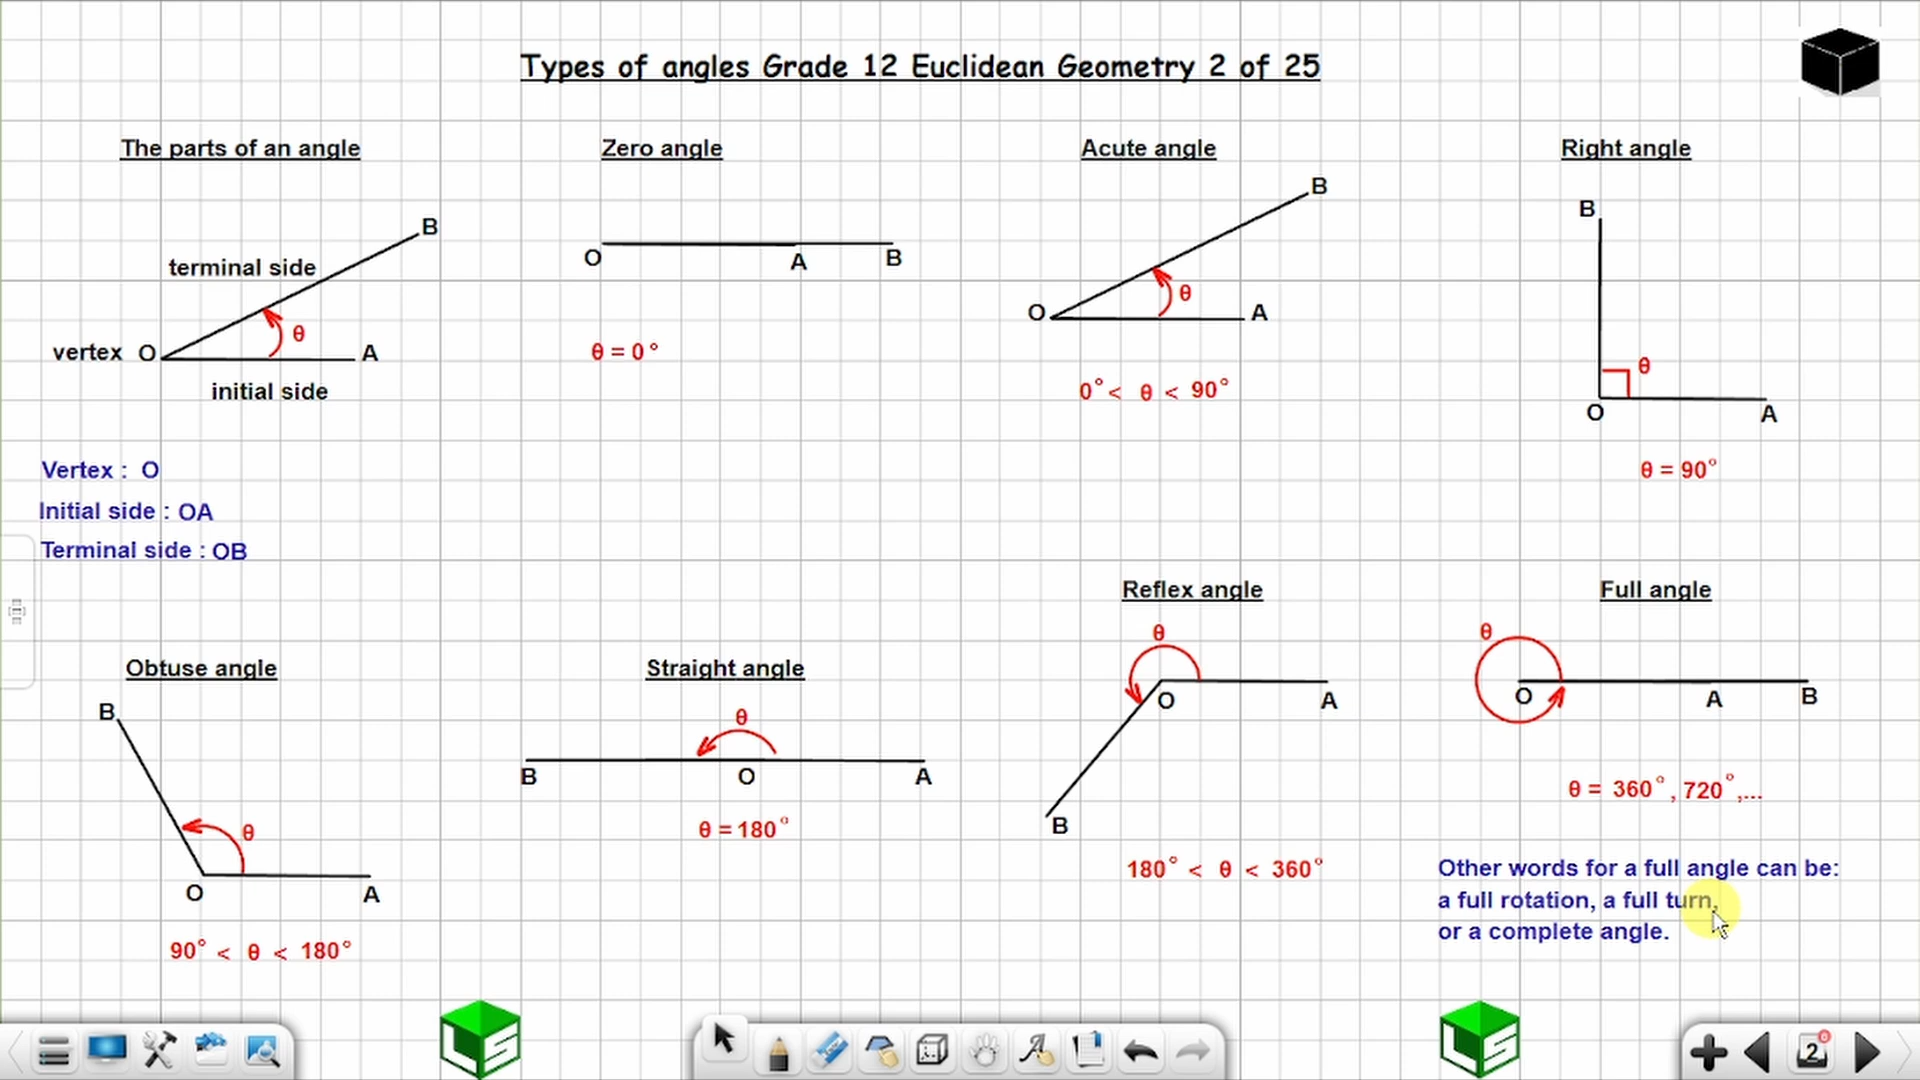 Types of angles Grade 12 Euclidean Geometry 2 of 25
The parts of an angle
B
terminal side
θ
vertex O
A
initial side
Vertex : O
Initial side : OA
Terminal side : OB
Zero angle
O
A
B
θ = 0°
Acute angle
B
θ
O
A
0° < θ < 90°
Right angle
B
θ
O
A
θ = 90°
Obtuse angle
B
θ
O
A
90° < θ < 180°
Straight angle
θ
B
O
A
θ = 180°
Reflex angle
θ
O
A
B
180° < θ < 360°
Full angle
θ
O
A
B
θ = 360°, 720°,...
Other words for a full angle can be:
a full rotation, a full turn,
or a complete angle.
LS
LS
2